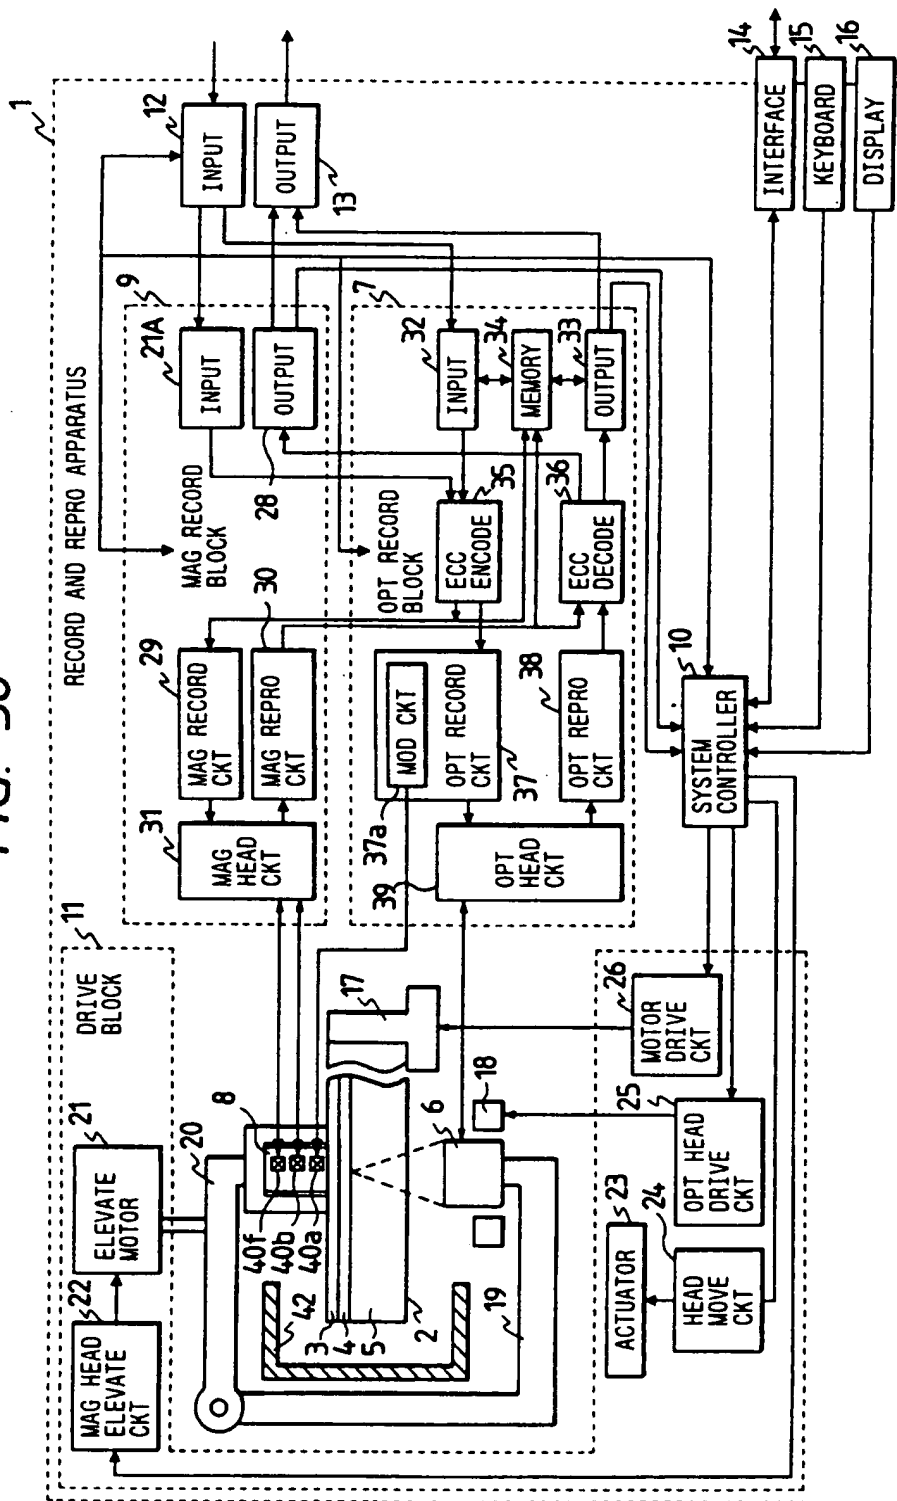 RECORD AND REPRO APPARATUS
1
DRIVE
BLOCK
11
22
MAG HEAD
ELEVATE
CKT
21
ELEVATE
MOTOR
20
8
40f
40b
40a
42
3
4
5
2
19
6
17
18
23
ACTUATOR
24
HEAD
MOVE
CKT
25
OPT HEAD
DRIVE
CKT
26
MOTOR
DRIVE
CKT
9
MAG RECORD
BLOCK
31
MAG HEAD
CKT
29
MAG RECORD
CKT
30
MAG REPRO
CKT
21A
INPUT
OUTPUT
28
12
INPUT
OUTPUT
13
7
OPT RECORD
BLOCK
39
OPT
HEAD
CKT
37a
MOD CKT
OPT RECORD
CKT
37
38
OPT REPRO
CKT
35
ECC
ENCODE
36
ECC
DECODE
32
INPUT
34
MEMORY
33
OUTPUT
10
SYSTEM
CONTROLLER
14
INTERFACE
15
KEYBOARD
16
DISPLAY